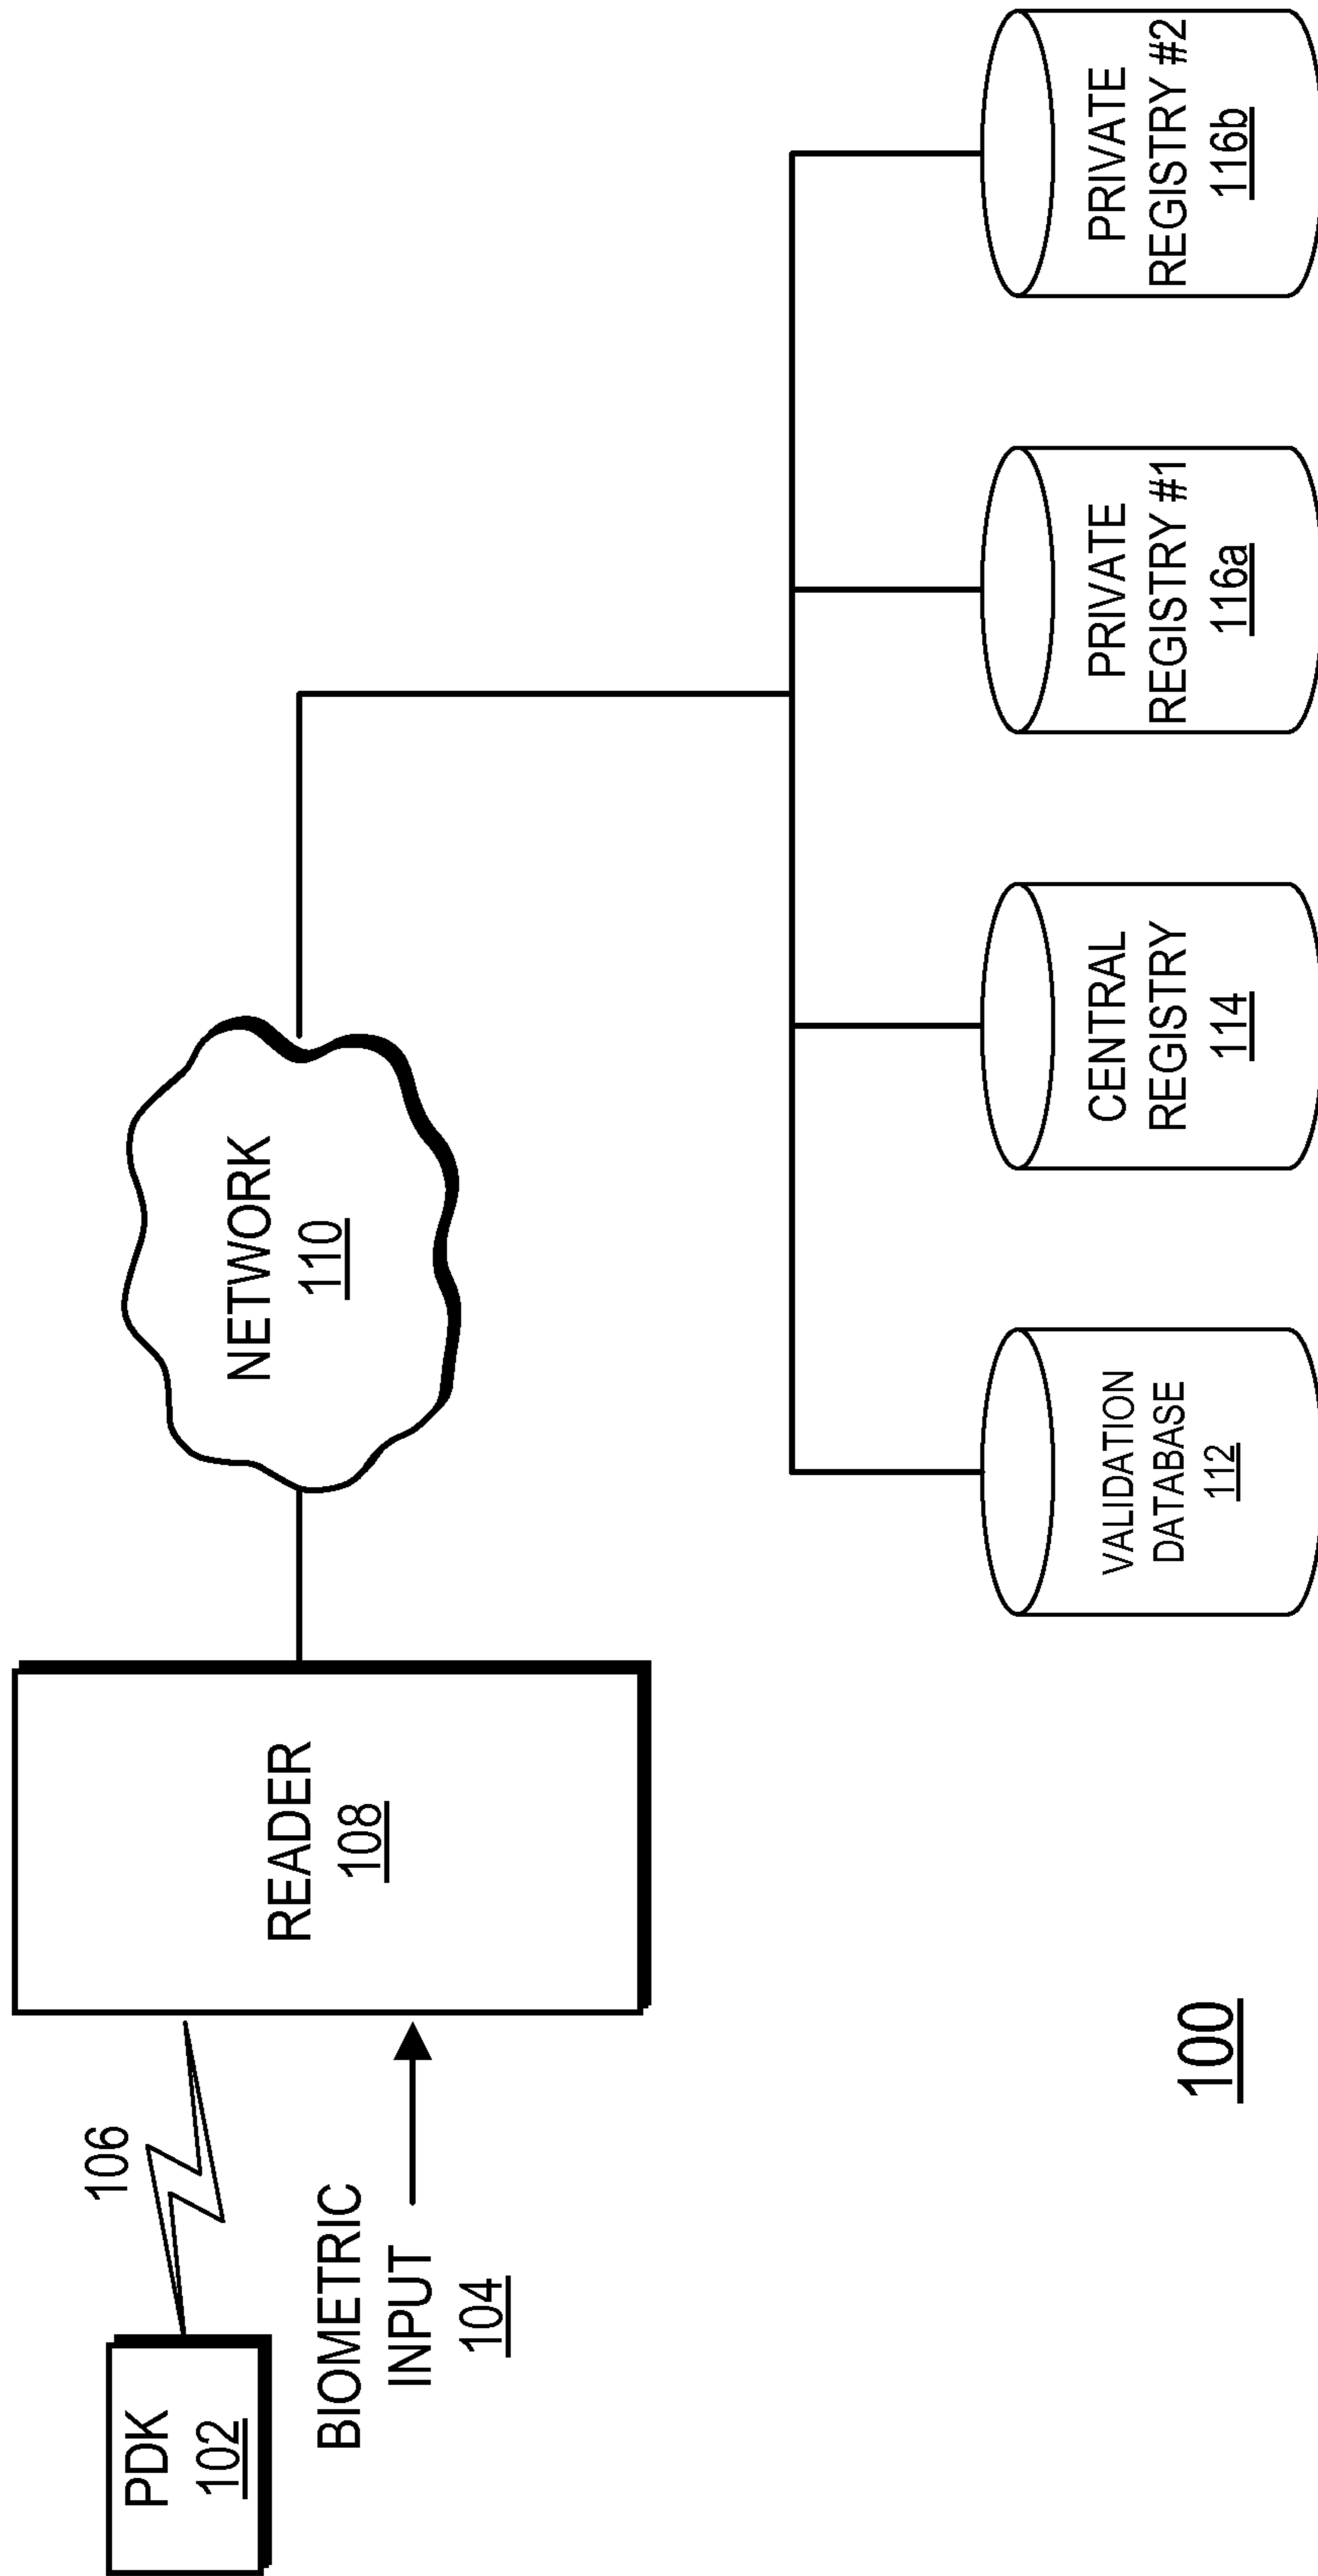 PDK
102
106
BIOMETRIC
INPUT
104
READER
108
NETWORK
110
VALIDATION
DATABASE
112
CENTRAL
REGISTRY
114
PRIVATE
REGISTRY #1
116a
PRIVATE
REGISTRY #2
116b
100